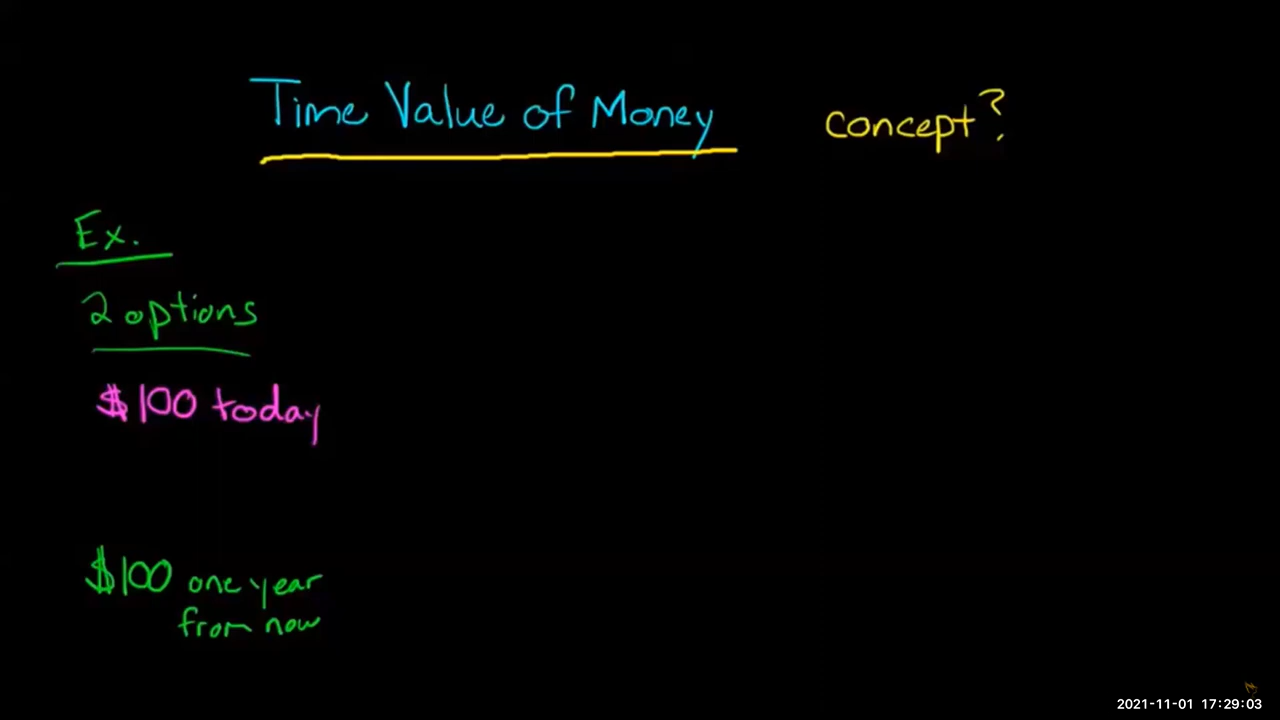 Time Value of Money concept?
Ex.
2 options
$100 today
$100 one year
from now
2021-11-01 17:29:03